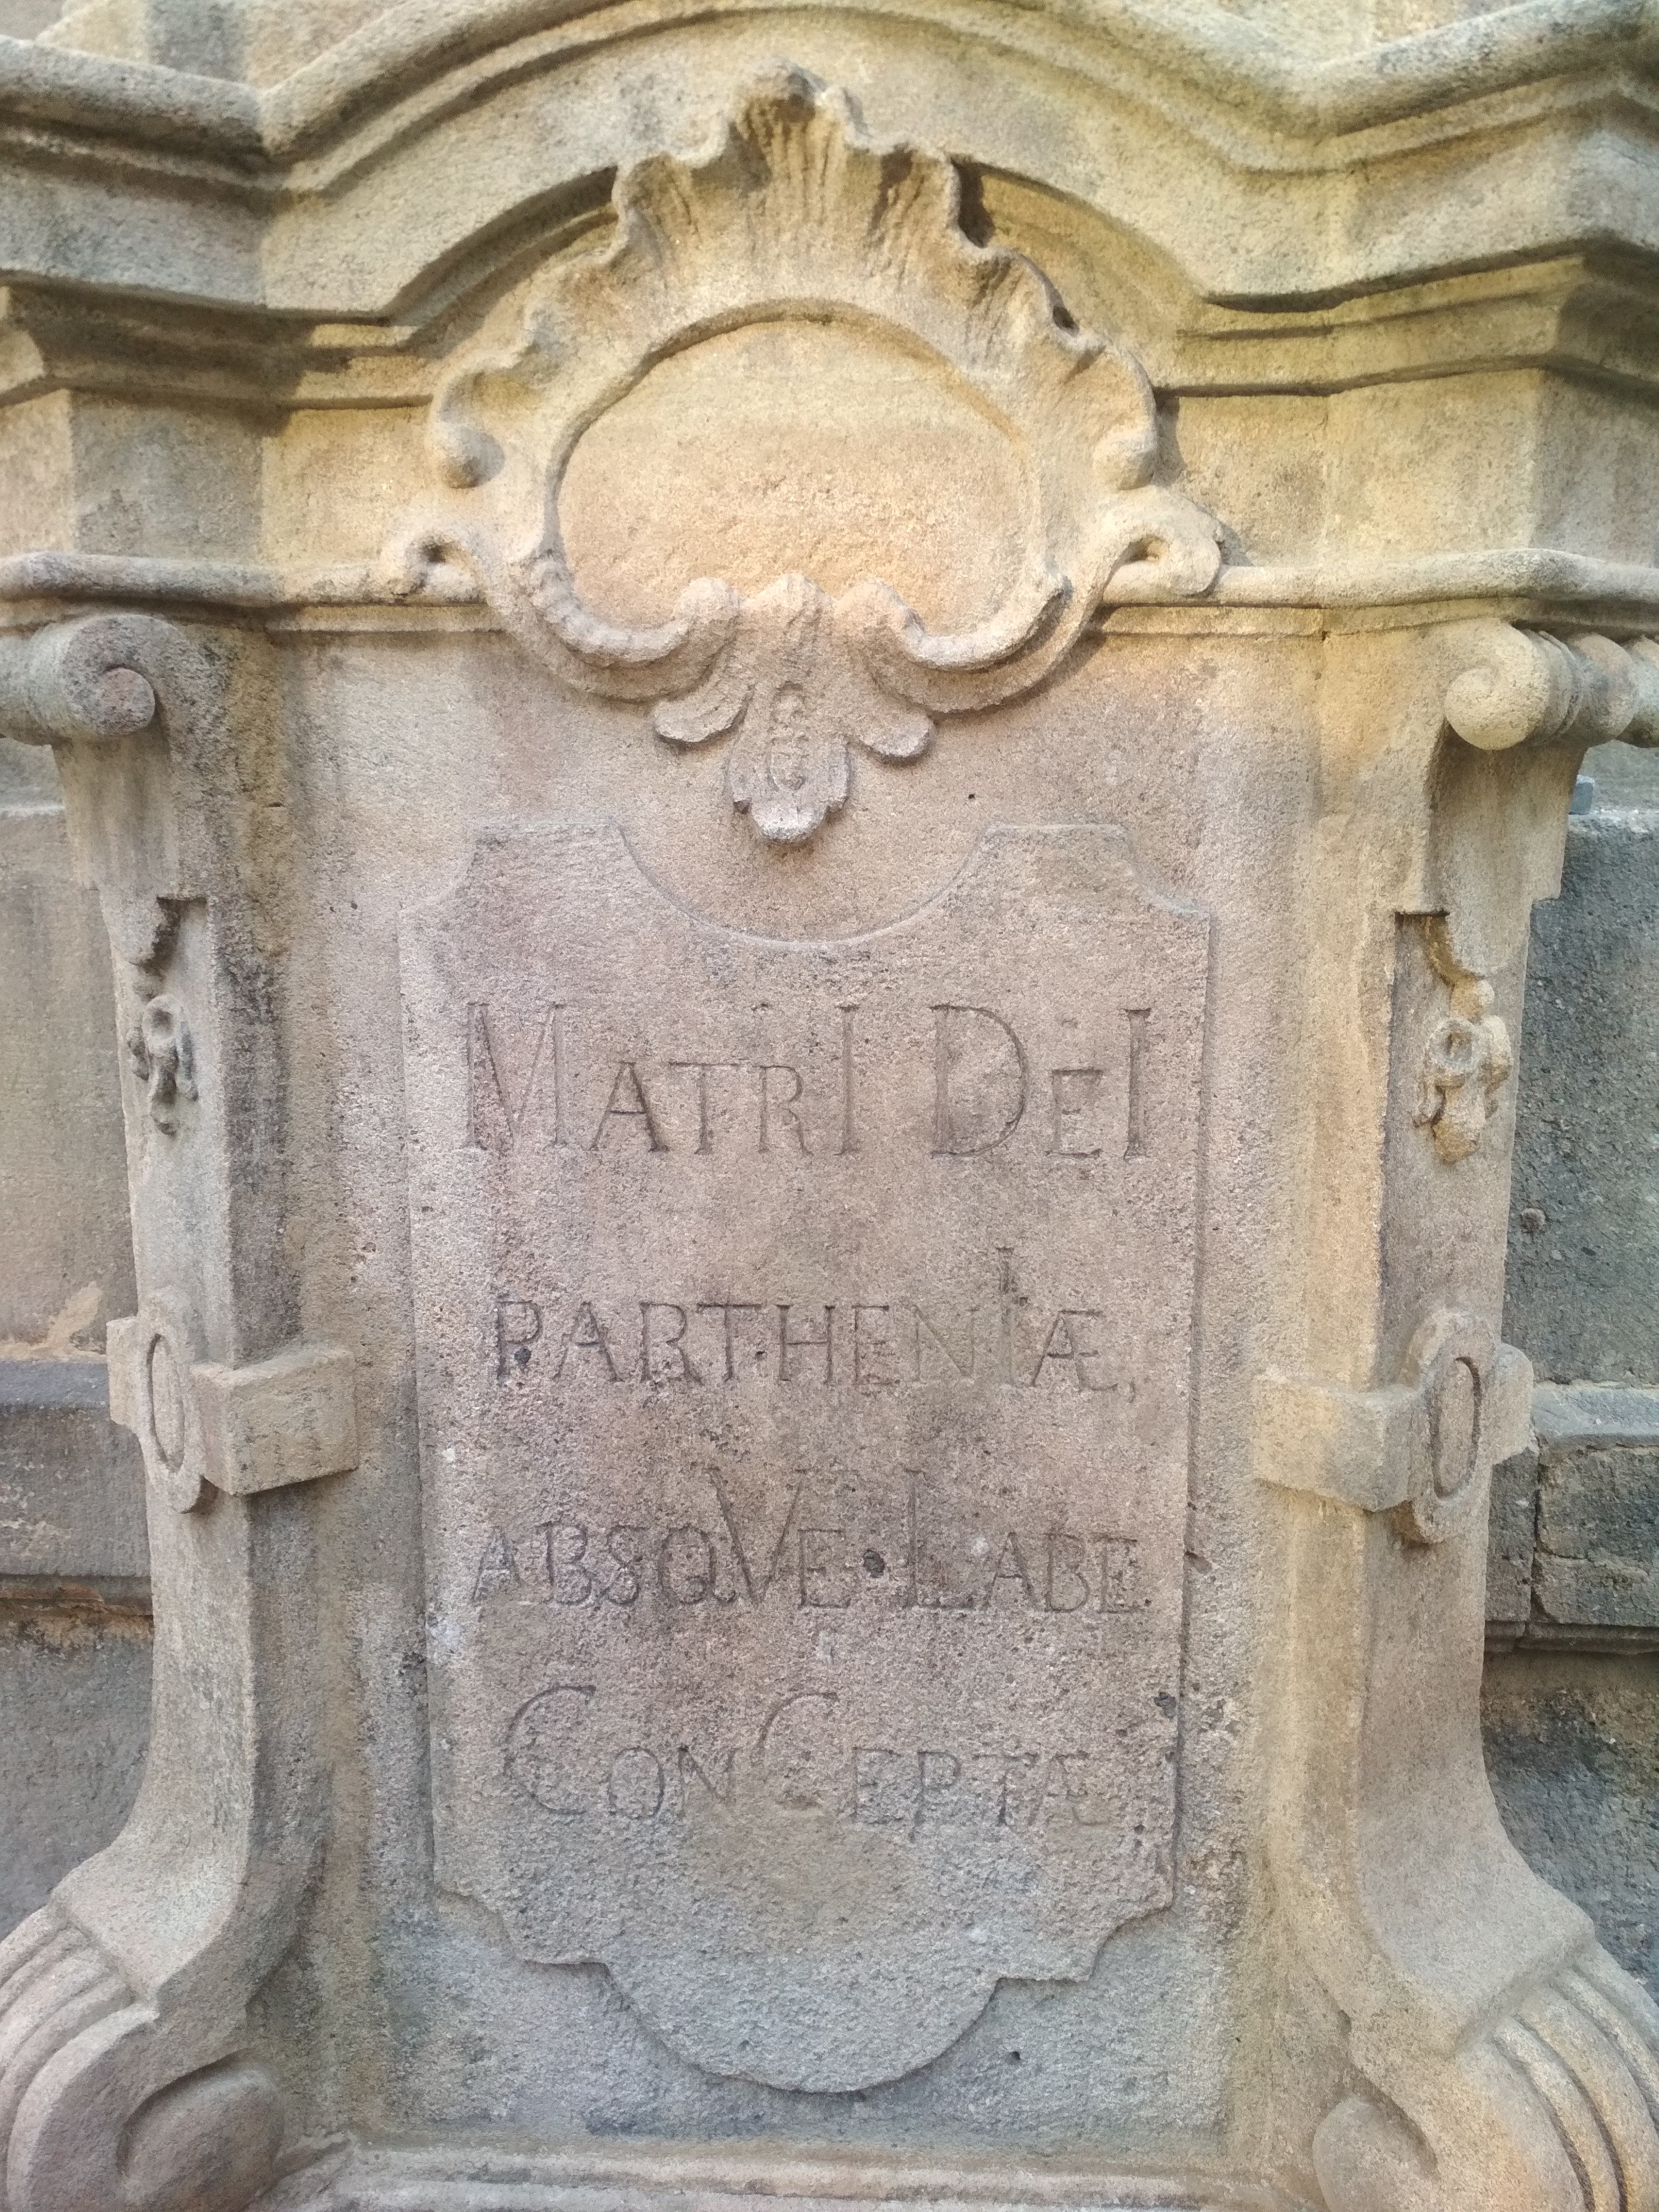 MATRI DEI
PARTHENIÆ,
ABSQVE·LABE
CONCEPTÆ,